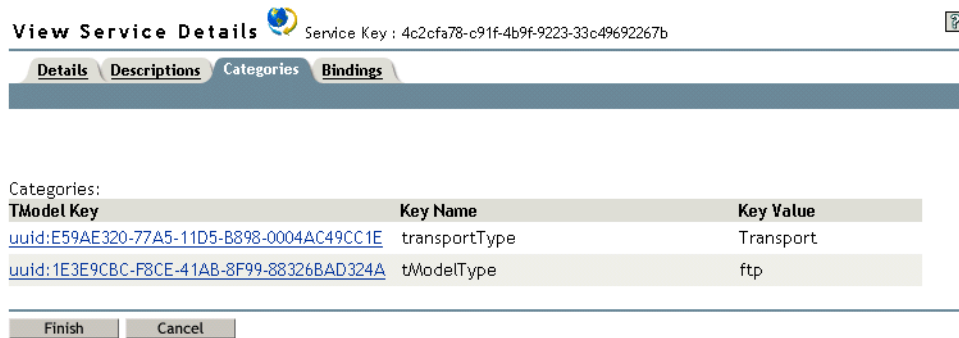 View Service Details Service Key : 4c2cfa78-c91f-4b9f-9223-33c49692267b ?
Details Descriptions Categories Bindings
Categories:
TModel Key Key Name Key Value
uuid:E59AE320-77A5-11D5-B898-0004AC49CC1E transportType Transport
uuid:1E3E9CBC-F8CE-41AB-8F99-88326BAD324A tModelType ftp
Finish Cancel